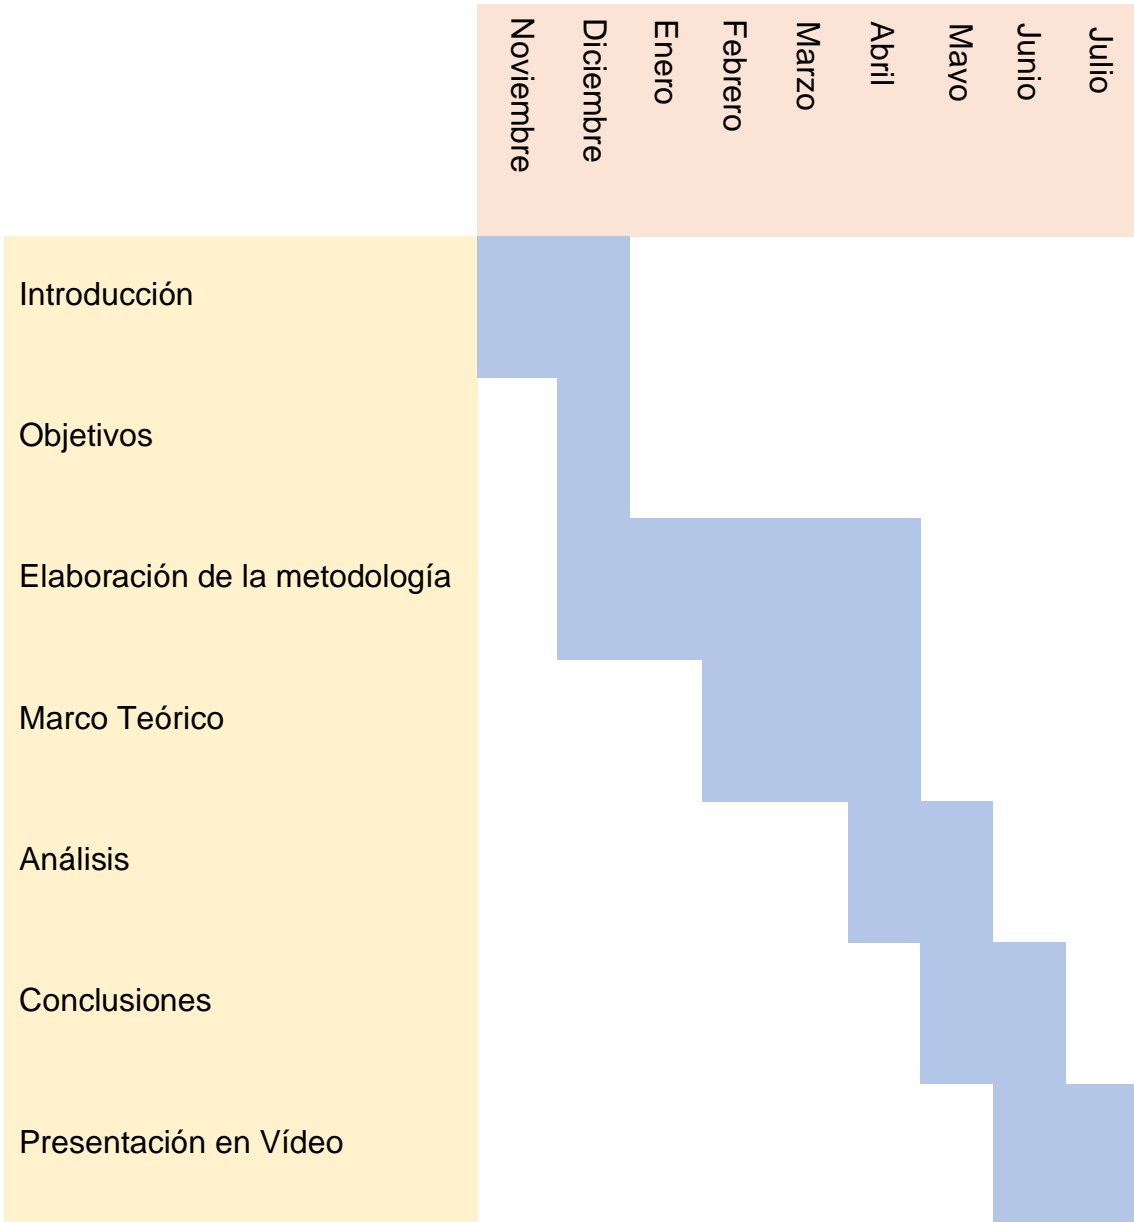 Noviembre
Diciembre
Enero
Febrero
Marzo
Abril
Mayo
Junio
Julio
Introducción
Objetivos
Elaboración de la metodología
Marco Teórico
Análisis
Conclusiones
Presentación en Vídeo